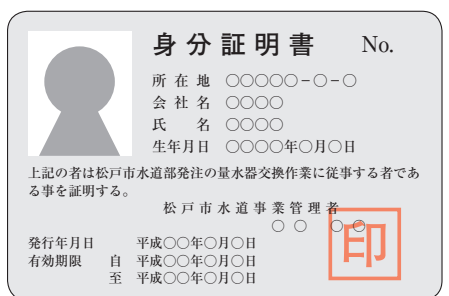 身分証明書 No.
所在地 ○○○○○−○−○
会社名 ○○○○
氏名 ○○○○
生年月日 ○○○○年○月○日
上記の者は松戸市水道部発注の量水器交換作業に従事する者であ
る事を証明する。
松戸市水道事業管理者
○○ ○○
印
発行年月日 平成○○年○月○日
有効期限 自 平成○○年○月○日
至 平成○○年○月○日